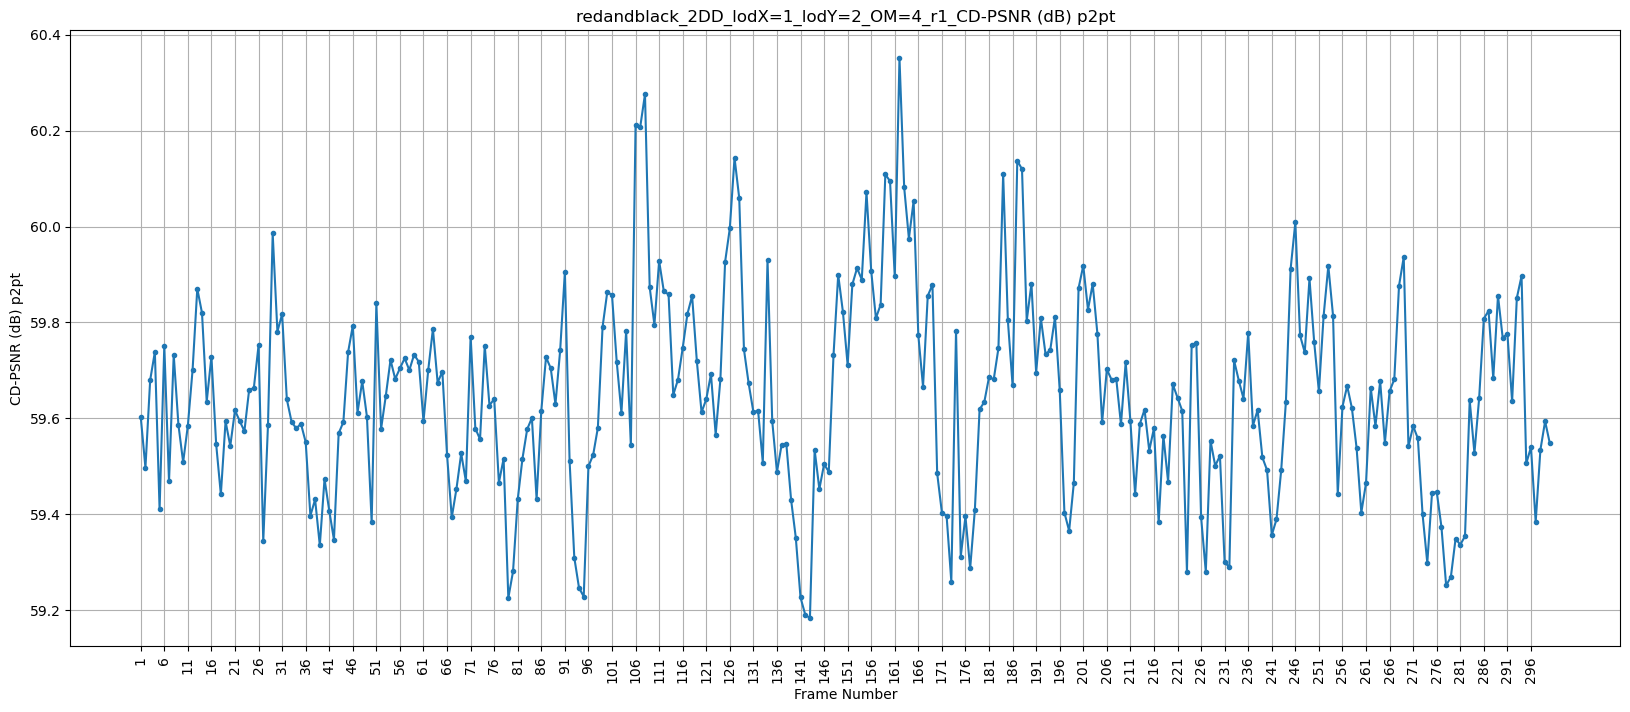 redandblack_2DD_lodX=1_lodY=2_OM=4_r1_CD-PSNR (dB) p2pt
60.4
60.2
60.0
59.8
59.6
59.4
59.2
CD-PSNR (dB) p2pt
1 6 11 16 21 26 31 36 41 46 51 56 61 66 71 76 81 86 91 96 101 106 111 116 121 126 131 136 141 146 151 156 161 166 171 176 181 186 191 196 201 206 211 216 221 226 231 236 241 246 251 256 261 266 271 276 281 286 291 296
Frame Number